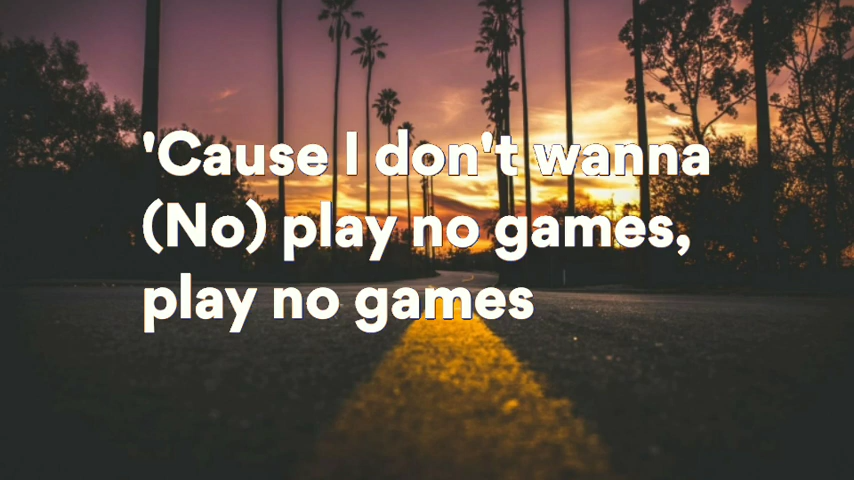 'Cause I don't wanna
(No) play no games,
play no games